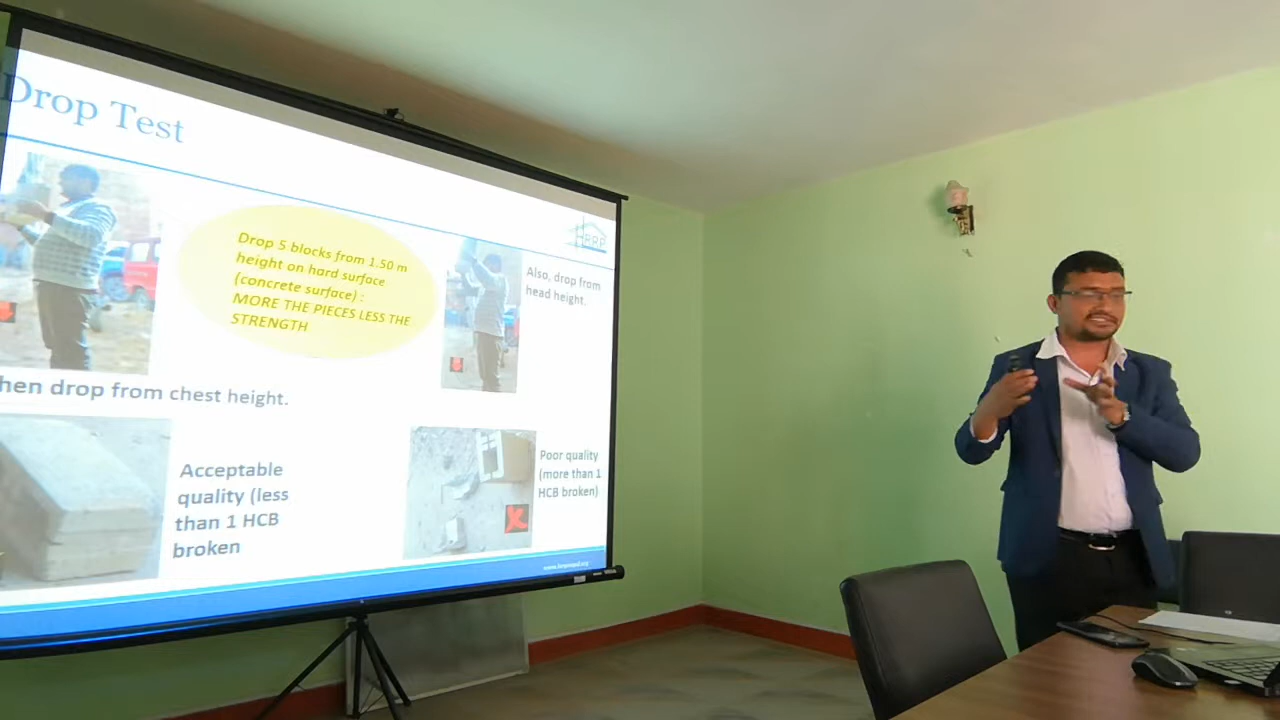 Drop Test
Drop 5 blocks from 1.50 m
height on hard surface
(concrete surface) :
MORE THE PIECES LESS THE
STRENGTH
HRRP
Also, drop from
head height.
hen drop from chest height.
Acceptable
quality (less
than 1 HCB
broken
Poor quality
(more than 1
HCB broken)